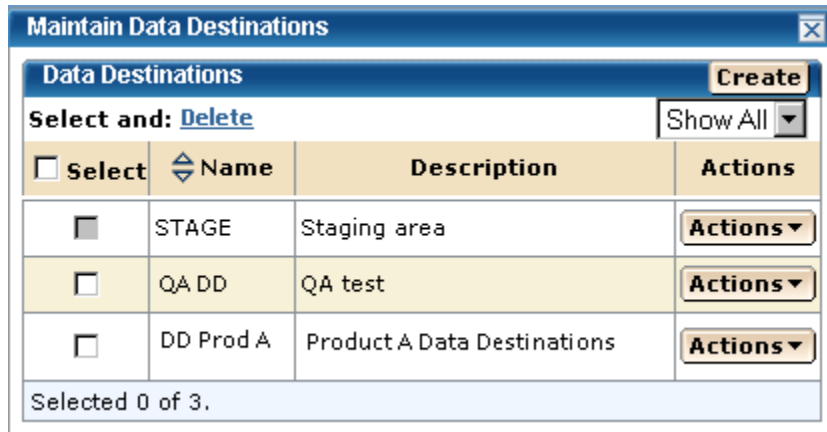 Maintain Data Destinations
Data Destinations Create
Select and: Delete Show All
Select Name Description Actions
STAGE Staging area Actions
QA DD QA test Actions
DD Prod A Product A Data Destinations Actions
Selected 0 of 3.